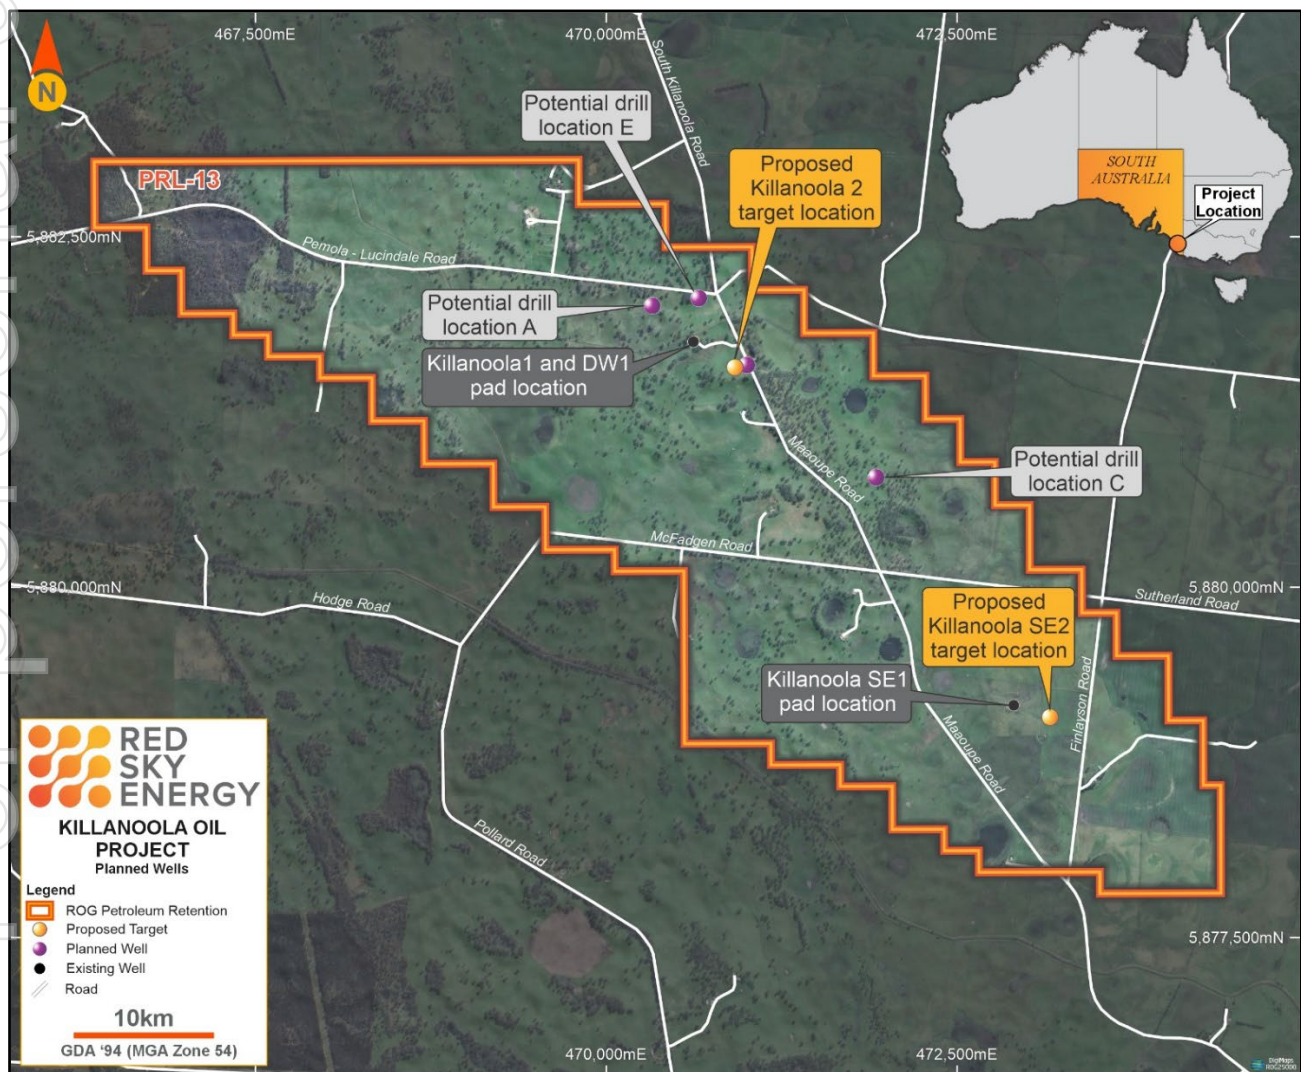 467,500mE
470,000mE
472,500mE
N
South Killanoola Road
Potential drill
location E
Proposed
Killanoola 2
target location
SOUTH
AUSTRALIA
Project
Location
PRL-13
5,882,500mN
Pemola - Lucindale Road
Potential drill
location A
Killanoola1 and DW1
pad location
Maaoupe Road
Potential drill
location C
McFadgen Road
5,880,000mN
5,880,000mN
Hodge Road
Sutherland Road
Proposed
Killanoola SE2
target location
Killanoola SE1
pad location
Finlayson Road
Maaoupe Road
Pollard Road
RED
SKY
ENERGY
KILLANOOLA OIL
PROJECT
Planned Wells
Legend
ROG Petroleum Retention
Proposed Target
Planned Well
Existing Well
Road
10km
GDA '94 (MGA Zone 54)
5,877,500mN
470,000mE
472,500mE
DigMaps